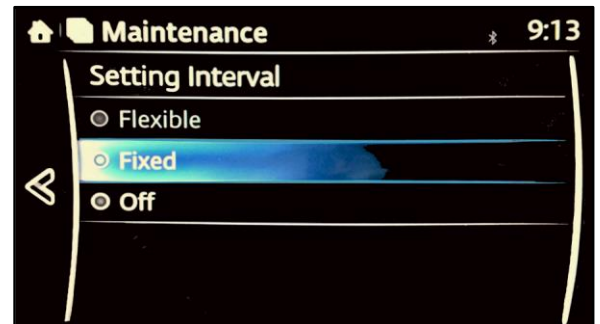 Maintenance 9:13
Setting Interval
Flexible
Fixed
Off